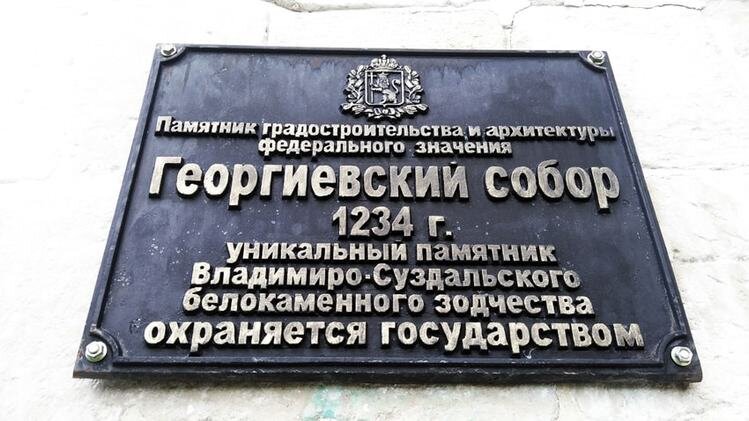 Памятник градостроительства и архитектуры
федерального значения
Георгиевский собор
1234 г.
уникальный памятник
Владимиро-Суздальского
белокаменного зодчества
охраняется государством